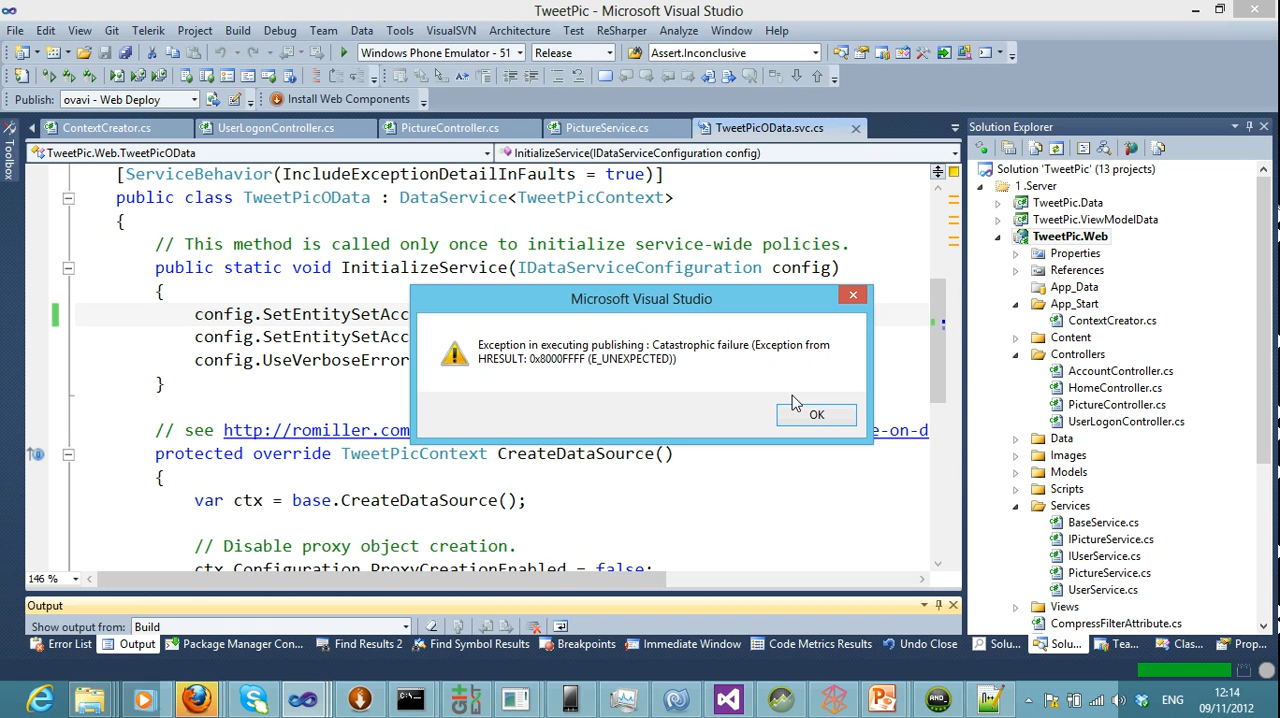 TweetPic - Microsoft Visual Studio
File Edit View Git Telerik Project Build Debug Team Data Tools VisualSVN Architecture Test ReSharper Analyze Window Help
Windows Phone Emulator - 51 Release Assert.Inconclusive
Publish: ovavi - Web Deploy Install Web Components
ContextCreator.cs UserLogonController.cs PictureController.cs PictureService.cs TweetPicOData.svc.cs
TweetPic.Web.TweetPicOData InitializeService(IDataServiceConfiguration config)
Toolbox
[ServiceBehavior(IncludeExceptionDetailInFaults = true)]
public class TweetPicOData : DataService<TweetPicContext>
{
// This method is called only once to initialize service-wide policies.
public static void InitializeService(IDataServiceConfiguration config)
{
config.SetEntitySetAcc
config.SetEntitySetAcc
config.UseVerboseError
}
// see http://romiller.com e-on-d
protected override TweetPicContext CreateDataSource()
{
var ctx = base.CreateDataSource();
// Disable proxy object creation.
ctx.Configuration.ProxyCreationEnabled = false;
146 %
Microsoft Visual Studio
Exception in executing publishing : Catastrophic failure (Exception from
HRESULT: 0x8000FFFF (E_UNEXPECTED))
OK
Solution Explorer
Solution 'TweetPic' (13 projects)
1.Server
TweetPic.Data
TweetPic.ViewModelData
TweetPic.Web
Properties
References
App_Data
App_Start
ContextCreator.cs
Content
Controllers
AccountController.cs
HomeController.cs
PictureController.cs
UserLogonController.cs
Data
Images
Models
Scripts
Services
BaseService.cs
IPictureService.cs
IUserService.cs
PictureService.cs
UserService.cs
Views
CompressFilterAttribute.cs
Output
Show output from: Build
Error List Output Package Manager Con... Find Results 2 Find Symbol Results Breakpoints Immediate Window Code Metrics Results Undo Close Solu... Solu... Tea... Clas... Prop...
ENG
12:14
09/11/2012